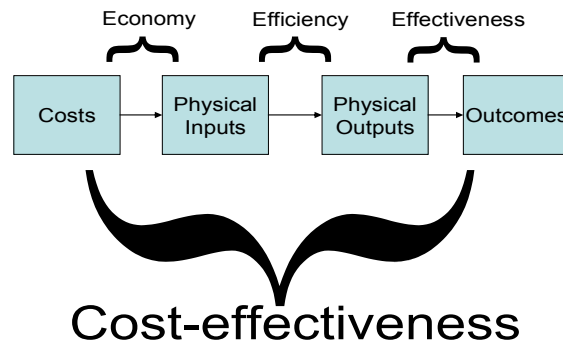 Economy
Efficiency
Effectiveness
Costs
Physical
Inputs
Physical
Outputs
Outcomes
Cost-effectiveness